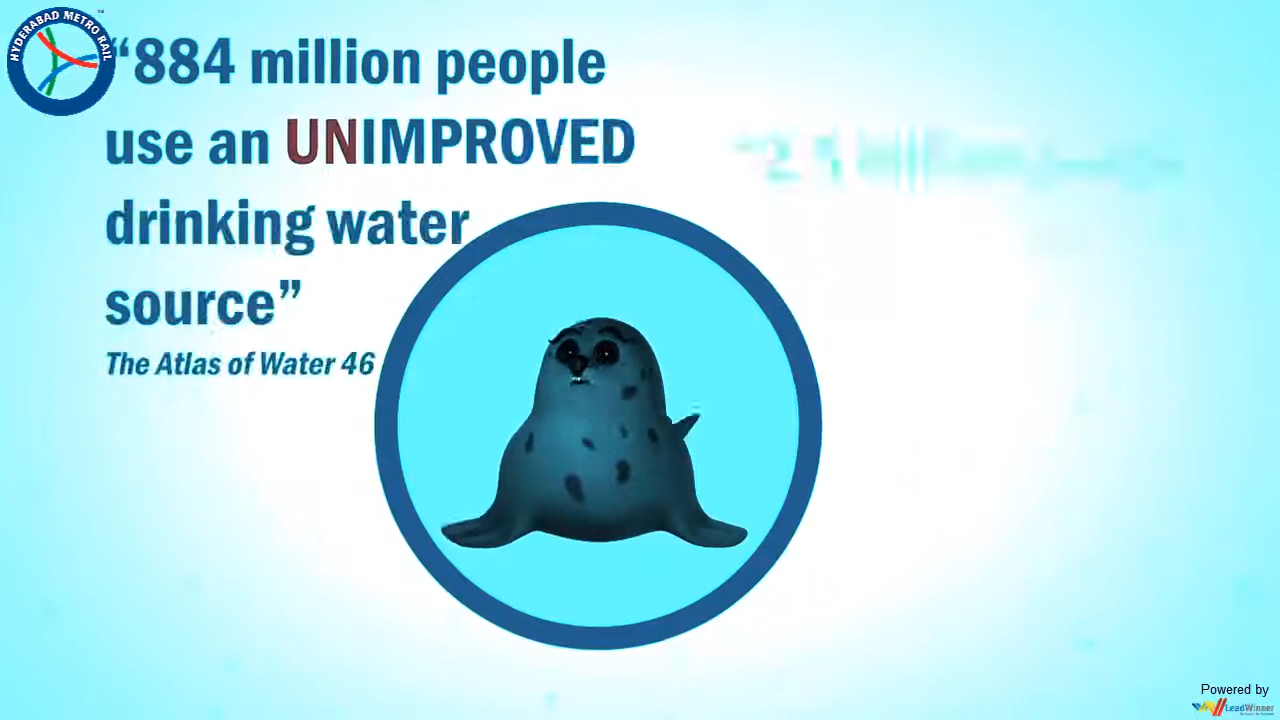 HYDERABAD METRO RAIL
“884 million people
use an UNIMPROVED
drinking water
source”
The Atlas of Water 46
Powered by
LeadWinner